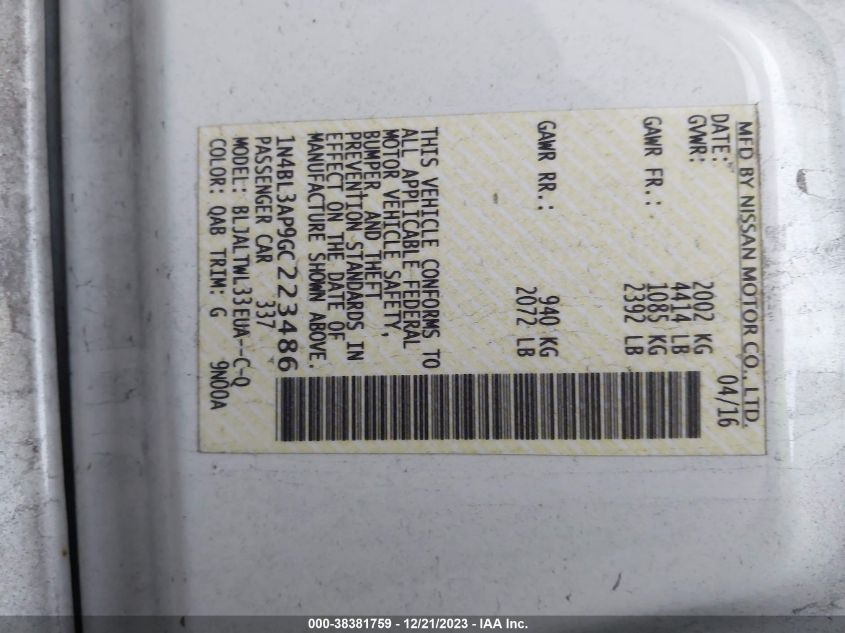 MFD BY NISSAN MOTOR CO., LTD.
DATE: 04/16
GVWR: 2002 KG
4414 LB
GAWR FR.: 1085 KG
2392 LB
GAWR RR.: 940 KG
2072 LB
THIS VEHICLE CONFORMS TO
ALL APPLICABLE FEDERAL
MOTOR VEHICLE SAFETY,
BUMPER, AND THEFT
PREVENTION STANDARDS IN
EFFECT ON THE DATE OF
MANUFACTURE SHOWN ABOVE.
1N4BL3AP9GC223486
PASSENGER CAR 337
MODEL: BLJALTWL33EUA--C-Q
COLOR: QAB TRIM: G 9N00A
000-38381759 - 12/21/2023 - IAA Inc.